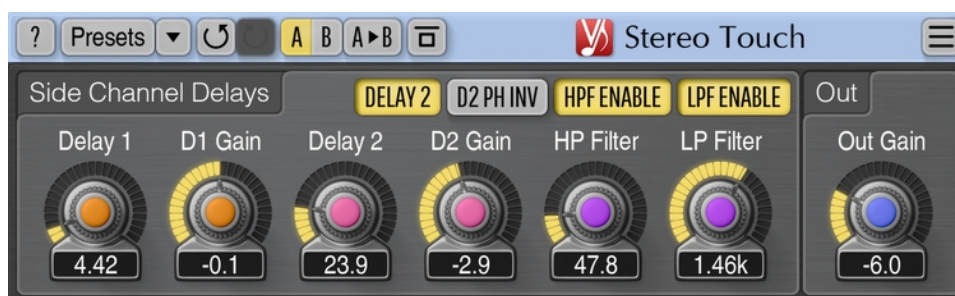 ? Presets A B A▸B Stereo Touch
Side Channel Delays DELAY 2 D2 PH INV HPF ENABLE LPF ENABLE Out
Delay 1 D1 Gain Delay 2 D2 Gain HP Filter LP Filter Out Gain
4.42 -0.1 23.9 -2.9 47.8 1.46k -6.0